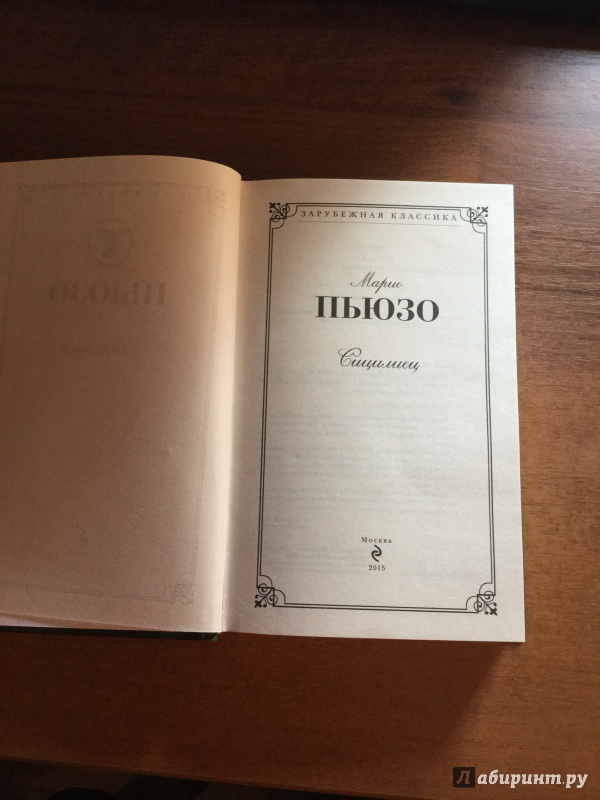 ЗАРУБЕЖНАЯ КЛАССИКА
Марио
ПЬЮЗО
Сицилиец
Москва
2015
Лабиринт.ру